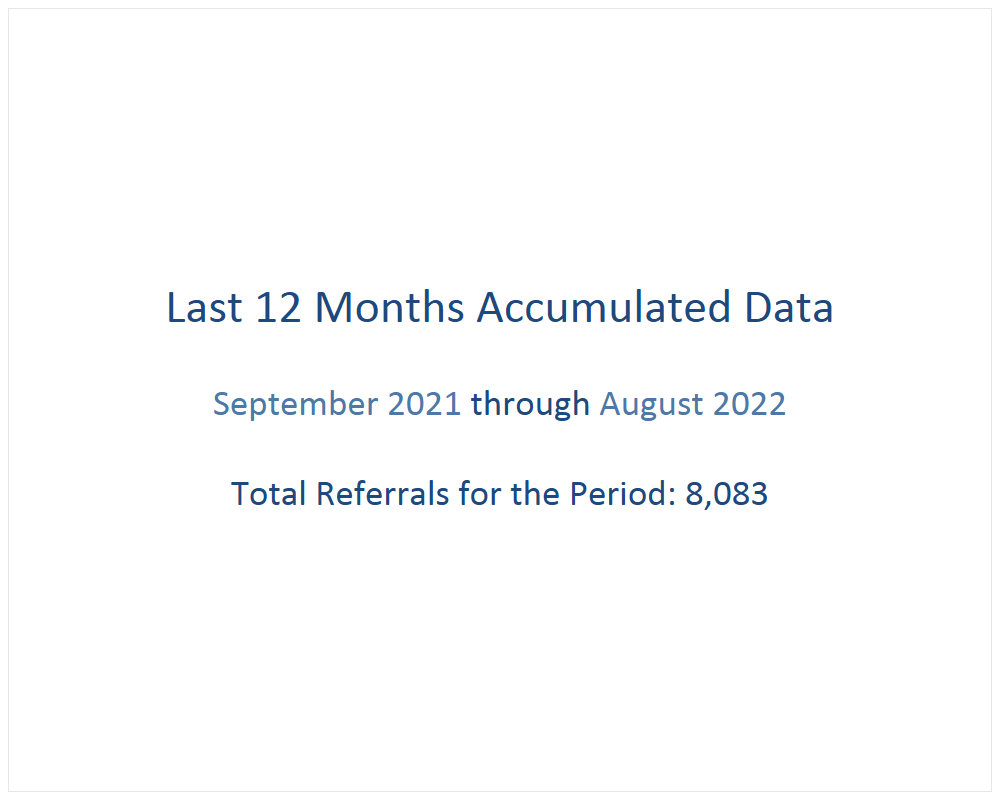 Last 12 Months Accumulated Data
September 2021 through August 2022
Total Referrals for the Period: 8,083